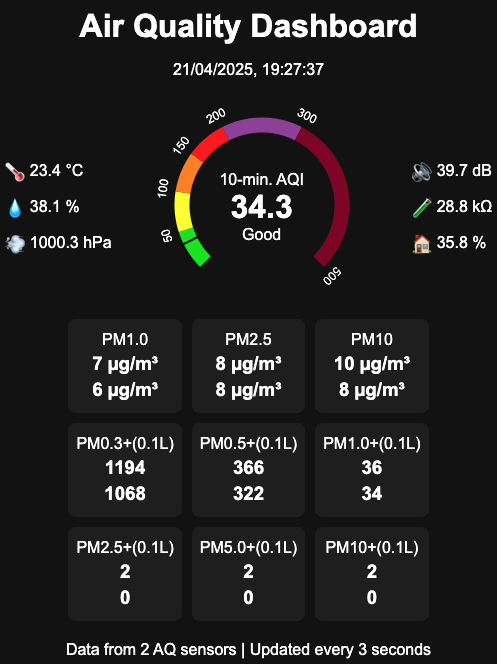 Air Quality Dashboard
21/04/2025, 19:27:37
23.4 °C
38.1 %
1000.3 hPa
50
100
150
200
300
500
10-min. AQI
34.3
Good
39.7 dB
28.8 kΩ
35.8 %
PM1.0
7 µg/m³
6 µg/m³
PM2.5
8 µg/m³
8 µg/m³
PM10
10 µg/m³
8 µg/m³
PM0.3+(0.1L)
1194
1068
PM0.5+(0.1L)
366
322
PM1.0+(0.1L)
36
34
PM2.5+(0.1L)
2
0
PM5.0+(0.1L)
2
0
PM10+(0.1L)
2
0
Data from 2 AQ sensors | Updated every 3 seconds